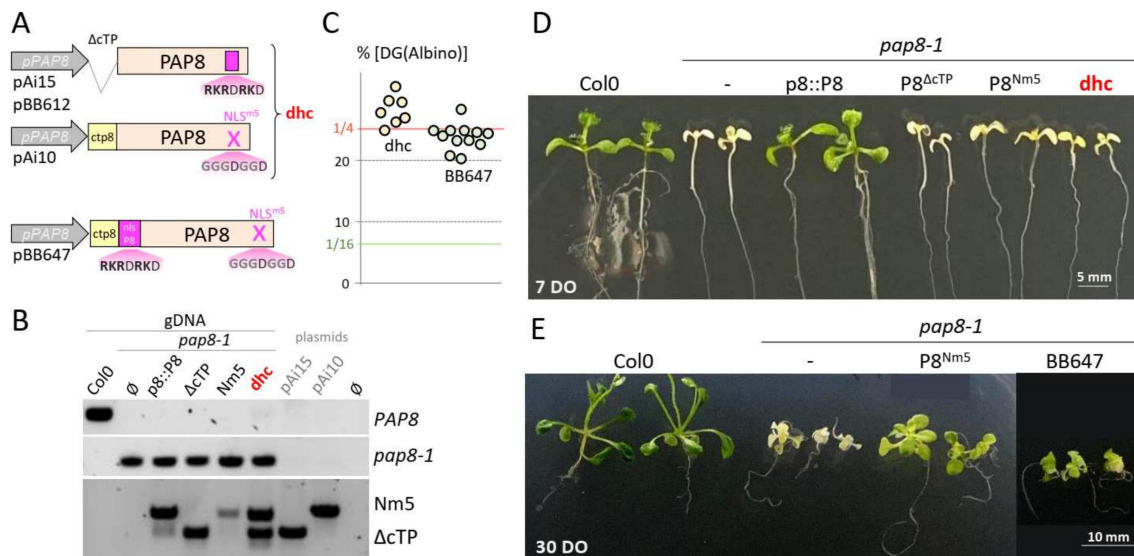 A
ΔcTP
pPAP8
PAP8
pAi15
pBB612
RKRDRKD
NLSm5
dhc
pPAP8
ctp8
PAP8
X
pAi10
GGGDGGD
NLSm5
pPAP8
ctp8
nls
P8
PAP8
X
pBB647
RKRDRKD
GGGDGGD
B
gDNA
pap8-1
plasmids
Col0
Ø
p8::P8
ΔcTP
Nm5
dhc
pAi15
pAi10
Ø
PAP8
pap8-1
Nm5
ΔcTP
C
% [DG(Albino)]
1/4
dhc
20
BB647
10
1/16
0
D
pap8-1
Col0
-
p8::P8
P8ΔcTP
P8Nm5
dhc
5 mm
7 DO
E
pap8-1
Col0
-
P8Nm5
BB647
30 DO
10 mm